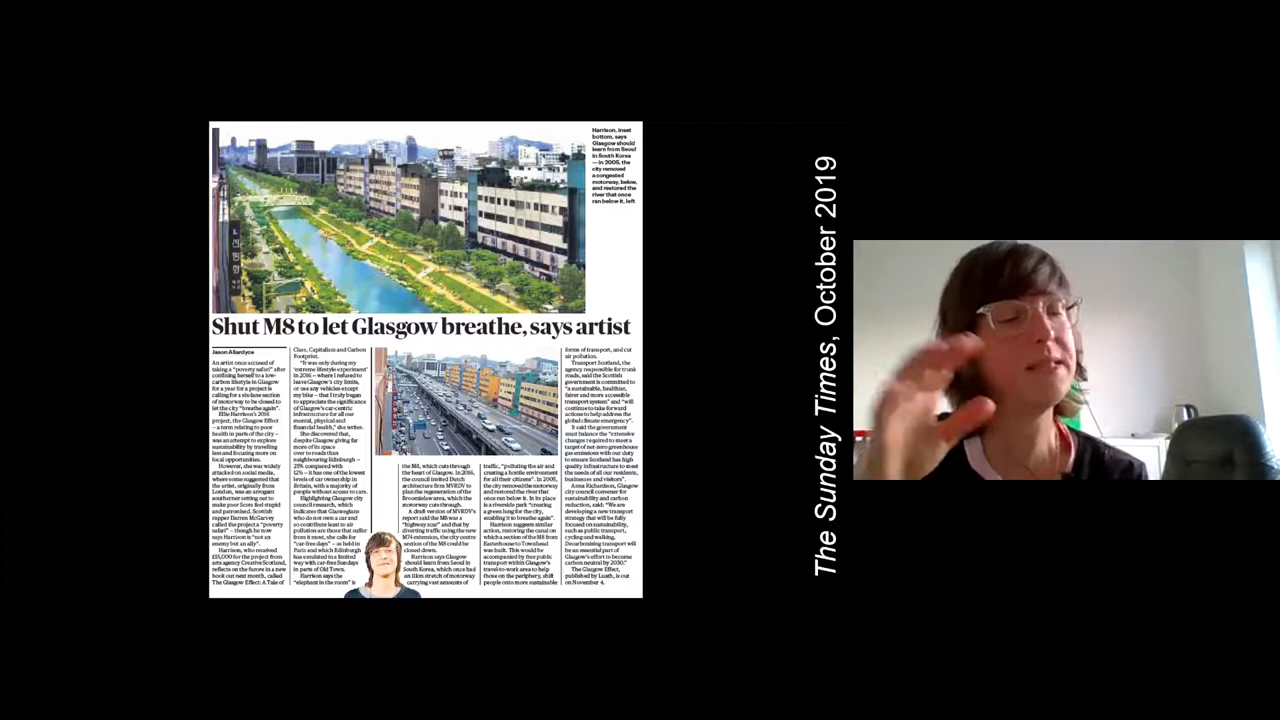 Harrison, inset
bottom, says
Glasgow should
learn from Seoul
in South Korea
— in 2005, the
city removed
a congested
motorway, below,
and restored the
river that once
ran below it, left
Shut M8 to let Glasgow breathe, says artist
Jason Allardyce
An artist once accused of
taking a “poverty safari” after
confining herself to a low-
carbon lifestyle in Glasgow
for a year for a project is
calling for a six-lane section
of motorway to be closed to
let the city “breathe again”.
Ellie Harrison’s 2016
project, the Glasgow Effect
— a term relating to poor
health in parts of the city —
was an attempt to explore
sustainability by travelling
less and focusing more on
local opportunities.
However, she was widely
attacked on social media,
where some suggested that
the artist, originally from
London, was an arrogant
southerner setting out to
make poor Scots feel stupid
and patronised. Scottish
rapper Darren McGarvey
called the project a “poverty
safari” — though he now
says Harrison is “not an
enemy but an ally”.
Harrison, who received
£15,000 for the project from
arts agency Creative Scotland,
reflects on the furore in a new
book out next month, called
The Glasgow Effect: A Tale of
Class, Capitalism and Carbon
Footprint.
“It was only during my
‘extreme lifestyle experiment’
in 2016 — where I refused to
leave Glasgow’s city limits,
or use any vehicles except
my bike — that I truly began
to appreciate the significance
of Glasgow’s car-centric
infrastructure for all our
mental, physical and
financial health,” she writes.
She discovered that,
despite Glasgow giving far
more of its space
over to roads than
neighbouring Edinburgh —
25% compared with
12% — it has one of the lowest
levels of car ownership in
Britain, with a majority of
people without access to cars.
Highlighting Glasgow city
council research, which
indicates that Glaswegians
who do not own a car and
so contribute least to air
pollution are those that suffer
from it most, she calls for
“car-free days” — as held in
Paris and which Edinburgh
has emulated in a limited
way with car-free Sundays
in parts of Old Town.
Harrison says the
“elephant in the room” is
the M8, which cuts through
the heart of Glasgow. In 2016,
the council invited Dutch
architecture firm MVRDV to
plan the regeneration of the
Broomielaw area, which the
motorway cuts through.
A draft version of MVRDV’s
report said the M8 was a
“highway scar” and that by
diverting traffic using the new
M74 extension, the city centre
section of the M8 could be
closed down.
Harrison says Glasgow
should learn from Seoul in
South Korea, which once had
an 11km stretch of motorway
carrying vast amounts of
traffic, “polluting the air and
creating a hostile environment
for all their citizens”. In 2005,
the city removed the motorway
and restored the river that
once ran below it. In its place
is a riverside park “creating
a green lung for the city,
enabling it to breathe again”.
Harrison suggests similar
action, restoring the canal on
which a section of the M8 from
Easterhouse to Townhead
was built. This would be
accompanied by free public
transport within Glasgow’s
travel-to-work area to help
those on the periphery, shift
people onto more sustainable
forms of transport, and cut
air pollution.
Transport Scotland, the
agency responsible for trunk
roads, said the Scottish
government is committed to
“a sustainable, healthier,
fairer and more accessible
transport system” and “will
continue to take forward
actions to help address the
global climate emergency”.
It said the government
must balance the “extensive
changes required to meet a
target of net-zero greenhouse
gas emissions with our duty
to ensure Scotland has high
quality infrastructure to meet
the needs of all our residents,
businesses and visitors”.
Anna Richardson, Glasgow
city council convener for
sustainability and carbon
reduction, said: “We are
developing a new transport
strategy that will be fully
focused on sustainability,
such as public transport,
cycling and walking.
Decarbonising transport will
be an essential part of
Glasgow’s effort to become
carbon neutral by 2030.”
The Glasgow Effect,
published by Luath, is out
on November 4.
The Sunday Times, October 2019